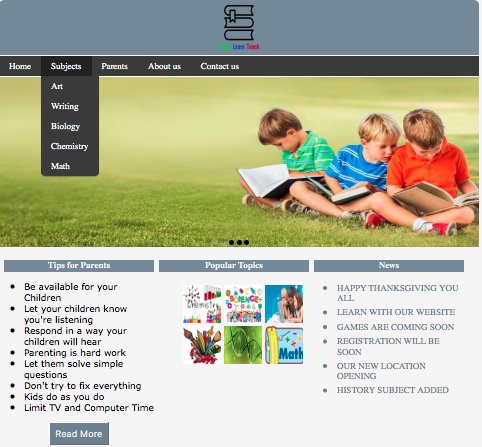 Learn Teach
Home Subjects Parents About us Contact us
Art
Writing
Biology
Chemistry
Math
Tips for Parents
Be available for your
Children
Let your children know
you're listening
Respond in a way your
children will hear
Parenting is hard work
Let them solve simple
questions
Don't try to fix everything
Kids do as you do
Limit TV and Computer Time
Read More
Popular Topics
SCIENCE
Math
News
HAPPY THANKSGIVING YOU
ALL
LEARN WITH OUR WEBSITE
GAMES ARE COMING SOON
REGISTRATION WILL BE
SOON
OUR NEW LOCATION
OPENING
HISTORY SUBJECT ADDED